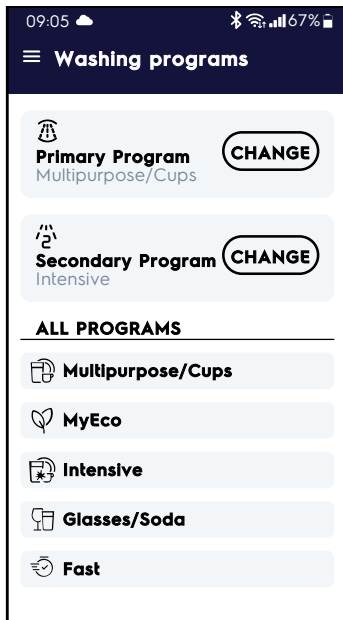 09:05 67%
Washing programs
Primary Program
CHANGE
Multipurpose/Cups
2
Secondary Program
CHANGE
Intensive
ALL PROGRAMS
Multipurpose/Cups
MyEco
Intensive
Glasses/Soda
Fast